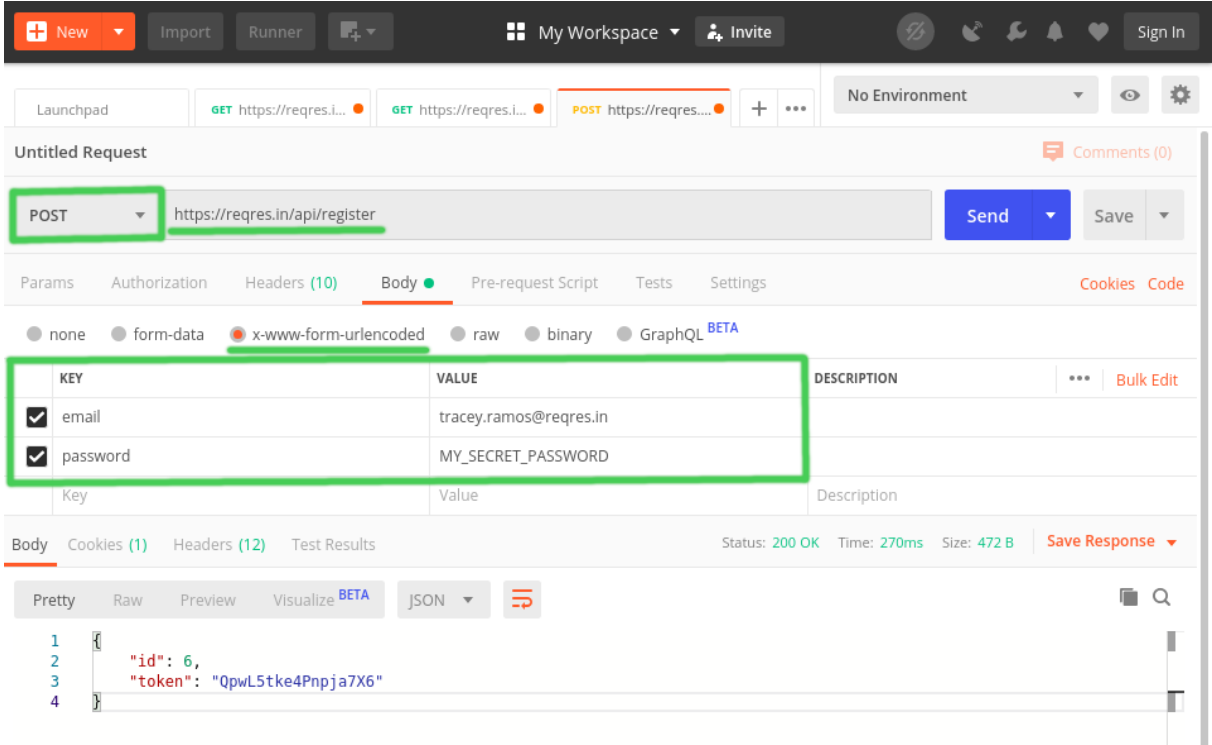 New Import Runner My Workspace Invite Sign In
Launchpad GET https://reqres.i... GET https://reqres.i... POST https://reqres.... + ••• No Environment
Untitled Request Comments (0)
POST https://reqres.in/api/register Send Save
Params Authorization Headers (10) Body Pre-request Script Tests Settings Cookies Code
none form-data x-www-form-urlencoded raw binary GraphQL BETA
KEY VALUE DESCRIPTION ••• Bulk Edit
email tracey.ramos@reqres.in
password MY_SECRET_PASSWORD
Key Value Description
Body Cookies (1) Headers (12) Test Results Status: 200 OK Time: 270ms Size: 472 B Save Response
Pretty Raw Preview Visualize BETA JSON
1 {
2 "id": 6,
3 "token": "QpwL5tke4Pnpja7X6"
4 }